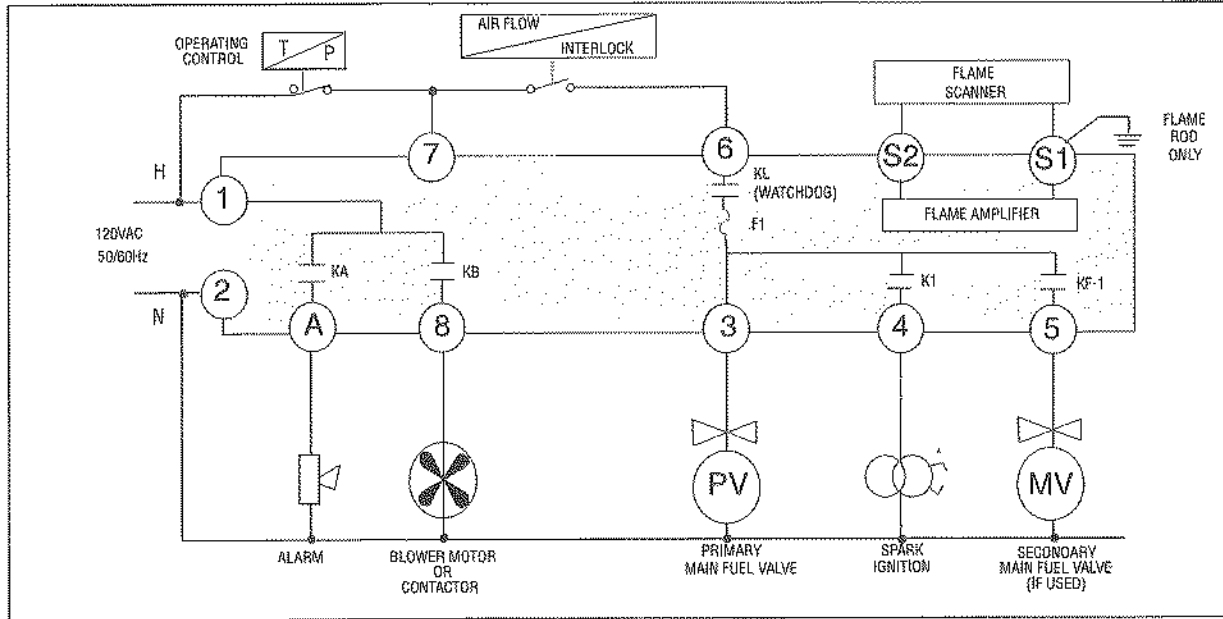 AIR FLOW
INTERLOCK
OPERATING
CONTROL
T
P
FLAME
SCANNER
FLAME
ROD
ONLY
7
6
S2
S1
H
1
KL
(WATCHDOG)
F1
FLAME AMPLIFIER
120VAC
50/60Hz
KA
KB
K1
KF-1
2
N
A
8
3
4
5
PV
MV
ALARM
BLOWER MOTOR
OR
CONTACTOR
PRIMARY
MAIN FUEL VALVE
SPARK
IGNITION
SECONOARY
MAIN FUEL VALVE
(IF USED)